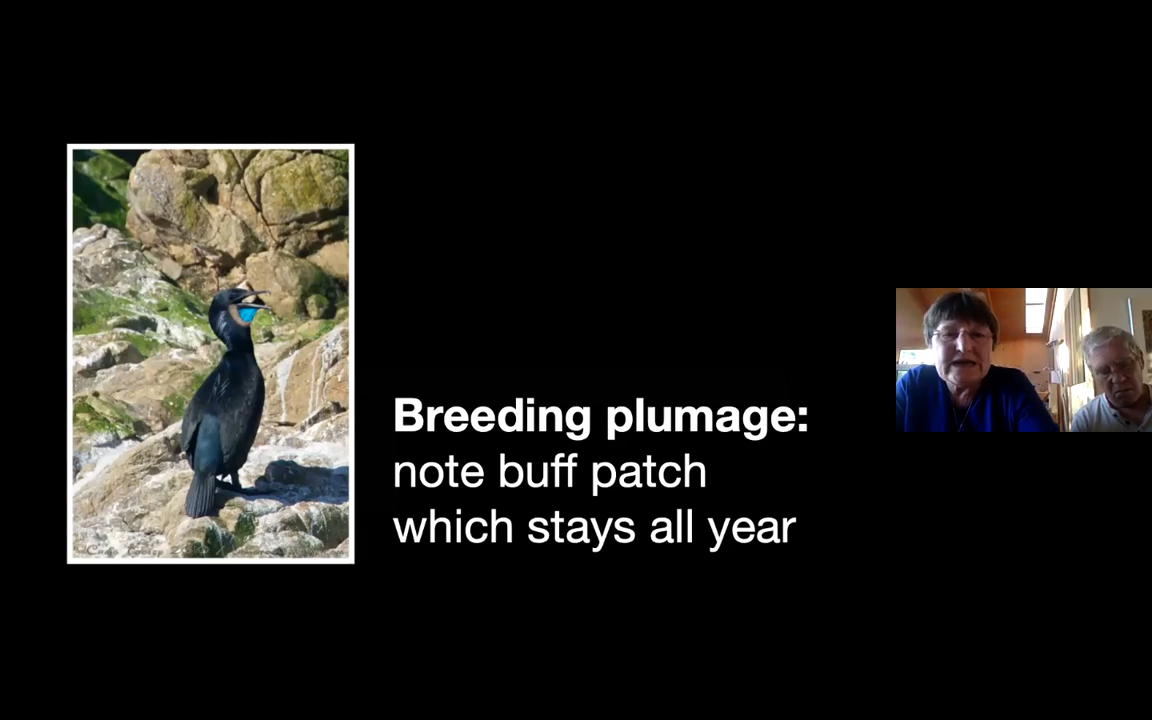 Breeding plumage:
note buff patch
which stays all year